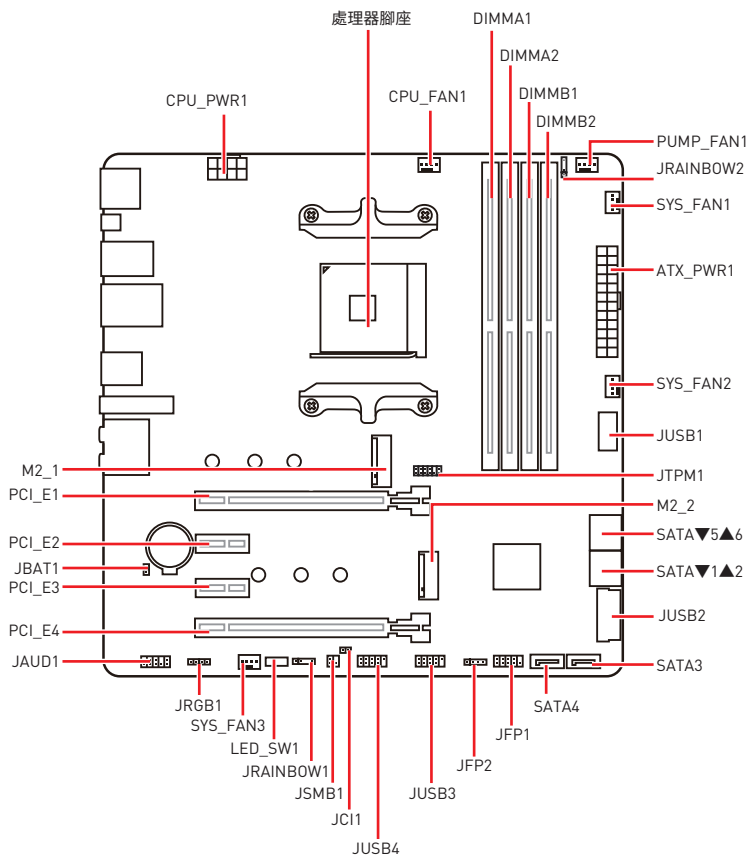 處理器腳座
DIMMA1
DIMMA2
DIMMB1
DIMMB2
CPU_PWR1
CPU_FAN1
PUMP_FAN1
JRAINBOW2
SYS_FAN1
ATX_PWR1
SYS_FAN2
JUSB1
JTPM1
M2_2
SATA▼5▲6
SATA▼1▲2
JUSB2
SATA3
M2_1
PCI_E1
PCI_E2
JBAT1
PCI_E3
PCI_E4
JAUD1
JRGB1
SYS_FAN3
LED_SW1
JRAINBOW1
JSMB1
JCI1
JUSB4
JUSB3
JFP2
JFP1
SATA4